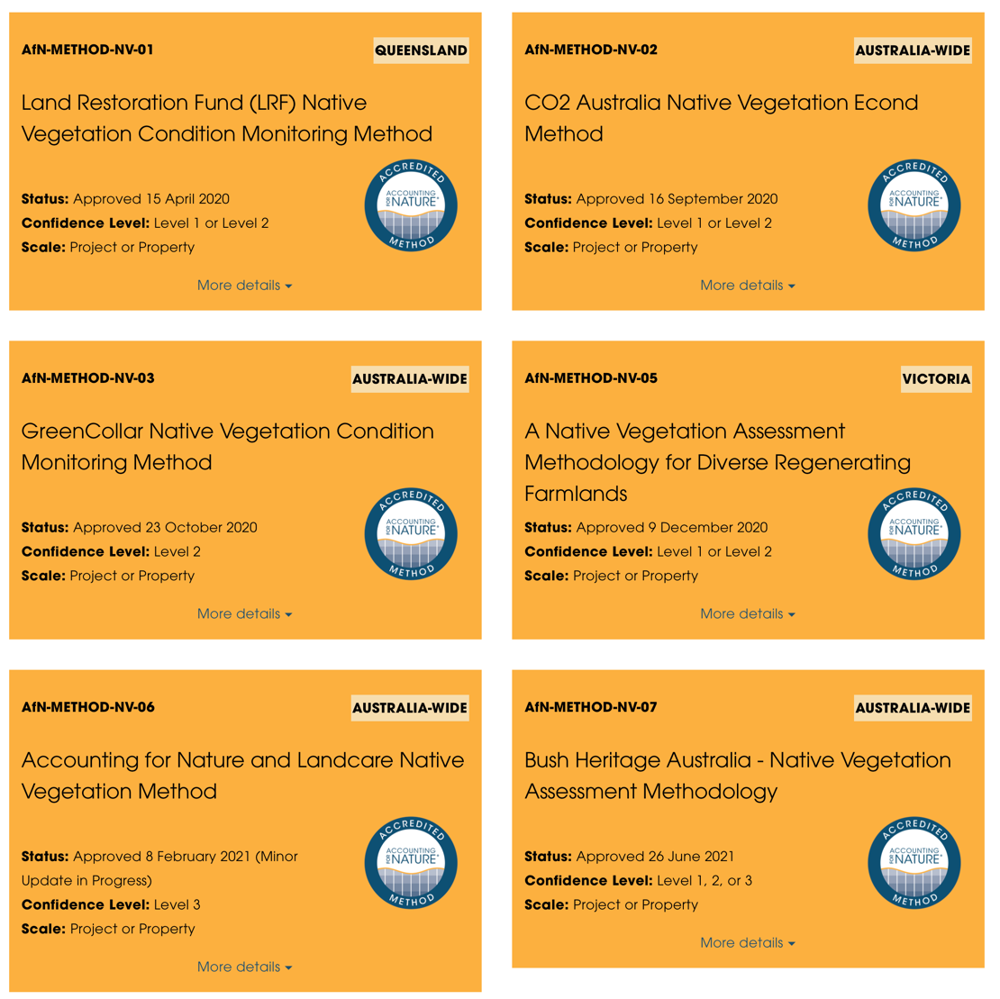 AfN-METHOD-NV-01
QUEENSLAND
Land Restoration Fund (LRF) Native
Vegetation Condition Monitoring Method
Status: Approved 15 April 2020
Confidence Level: Level 1 or Level 2
Scale: Project or Property
ACCREDITED
ACCOUNTING
FOR NATURE®
METHOD
More details
AfN-METHOD-NV-02
AUSTRALIA-WIDE
CO2 Australia Native Vegetation Econd
Method
Status: Approved 16 September 2020
Confidence Level: Level 1 or Level 2
Scale: Project or Property
ACCREDITED
ACCOUNTING
FOR NATURE®
METHOD
More details
AfN-METHOD-NV-03
AUSTRALIA-WIDE
GreenCollar Native Vegetation Condition
Monitoring Method
Status: Approved 23 October 2020
Confidence Level: Level 2
Scale: Project or Property
ACCREDITED
ACCOUNTING
FOR NATURE®
METHOD
More details
AfN-METHOD-NV-05
VICTORIA
A Native Vegetation Assessment
Methodology for Diverse Regenerating
Farmlands
Status: Approved 9 December 2020
Confidence Level: Level 1 or Level 2
Scale: Project or Property
ACCREDITED
ACCOUNTING
FOR NATURE®
METHOD
More details
AfN-METHOD-NV-06
AUSTRALIA-WIDE
Accounting for Nature and Landcare Native
Vegetation Method
Status: Approved 8 February 2021 (Minor
Update in Progress)
Confidence Level: Level 3
Scale: Project or Property
ACCREDITED
ACCOUNTING
FOR NATURE®
METHOD
More details
AfN-METHOD-NV-07
AUSTRALIA-WIDE
Bush Heritage Australia - Native Vegetation
Assessment Methodology
Status: Approved 26 June 2021
Confidence Level: Level 1, 2, or 3
Scale: Project or Property
ACCREDITED
ACCOUNTING
FOR NATURE®
METHOD
More details